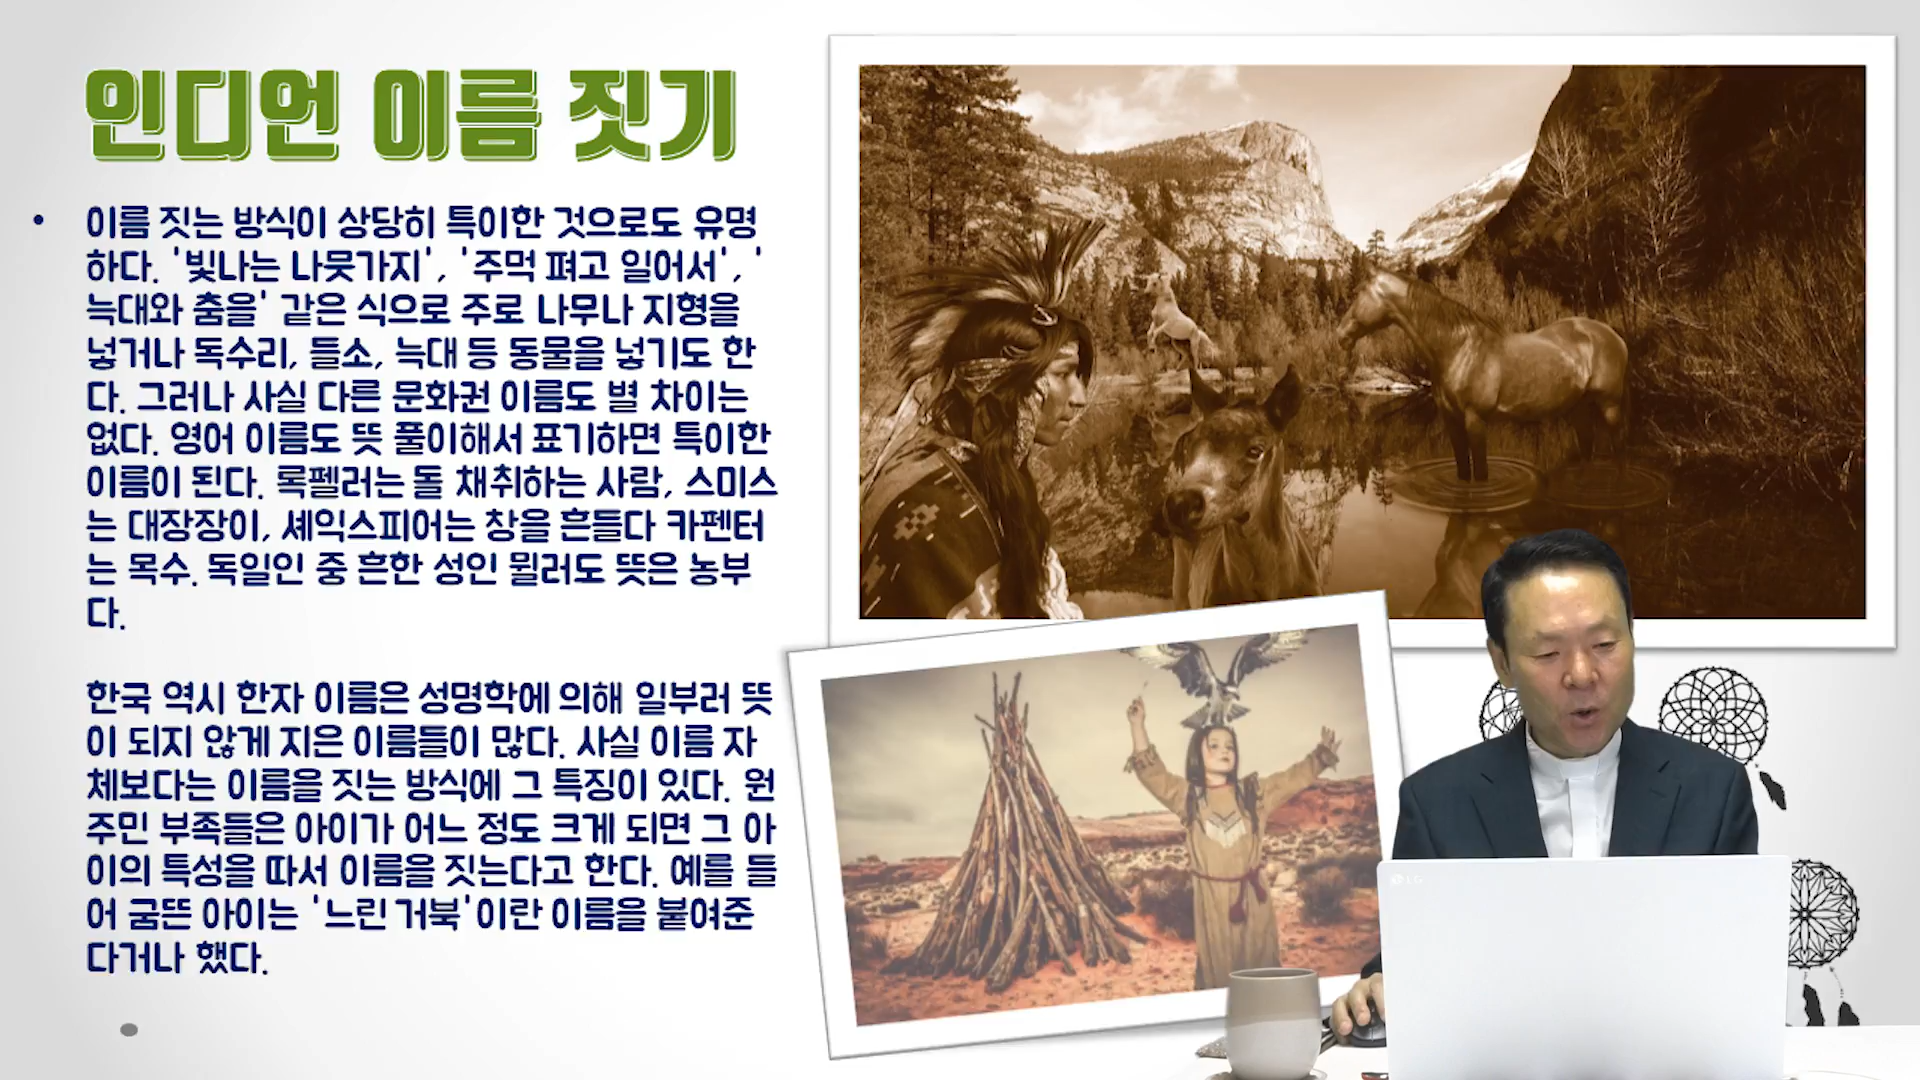 인디언 이름 짓기
• 이름 짓는 방식이 상당히 특이한 것으로도 유명
하다. '빛나는 나뭇가지', '주먹 펴고 일어서', '
늑대와 춤을' 같은 식으로 주로 나무나 지형을
넣거나 독수리, 들소, 늑대 등 동물을 넣기도 한
다. 그러나 사실 다른 문화권 이름도 별 차이는
없다. 영어 이름도 뜻 풀이해서 표기하면 특이한
이름이 된다. 록펠러는 돌 채취하는 사람, 스미스
는 대장장이, 셰익스피어는 창을 흔들다 카펜터
는 목수. 독일인 중 흔한 성인 뮐러도 뜻은 농부
다.
한국 역시 한자 이름은 성명학에 의해 일부러 뜻
이 되지 않게 지은 이름들이 많다. 사실 이름 자
체보다는 이름을 짓는 방식에 그 특징이 있다. 원
주민 부족들은 아이가 어느 정도 크게 되면 그 아
이의 특성을 따서 이름을 짓는다고 한다. 예를 들
어 굼뜬 아이는 '느린 거북'이란 이름을 붙여준
다거나 했다.